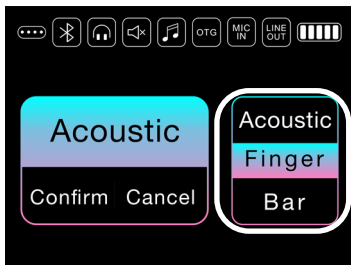 OTG MIC IN LINE OUT
Acoustic
Confirm Cancel
Acoustic
Finger
Bar